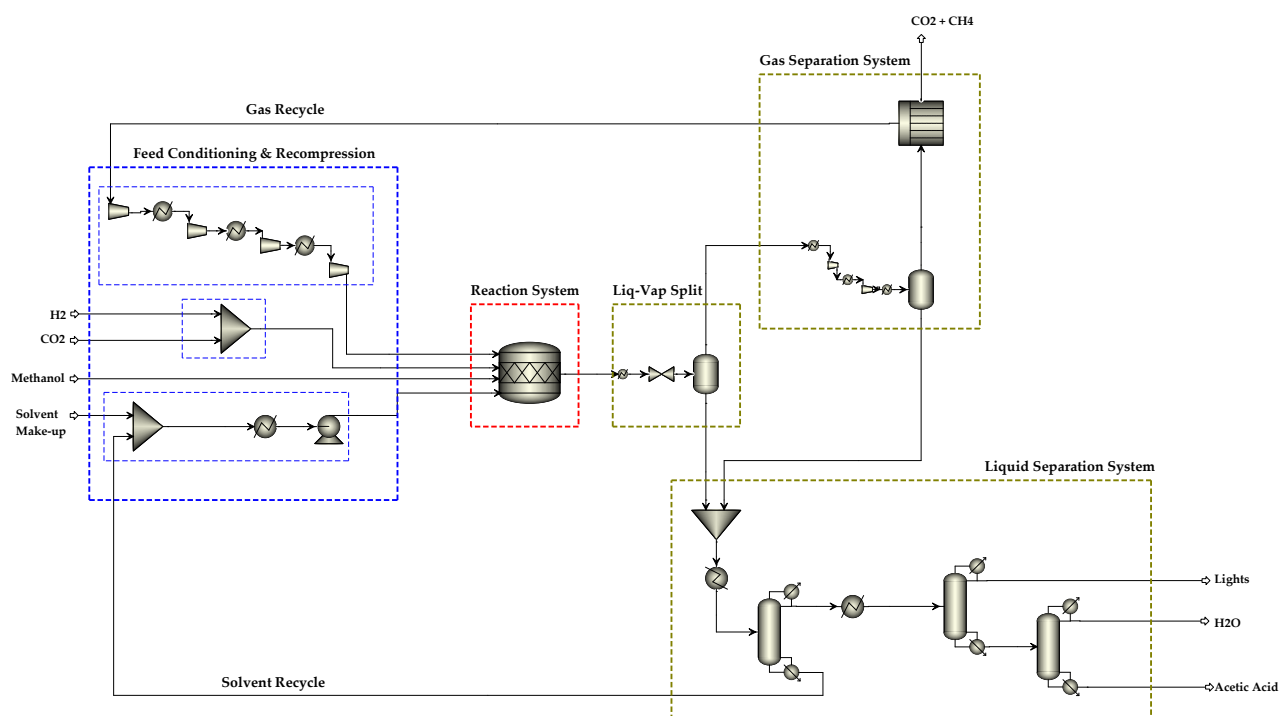 CO2 + CH4
Gas Separation System
Gas Recycle
Feed Conditioning & Recompression
Reaction System
Liq-Vap Split
H2
CO2
Methanol
Solvent
Make-up
Liquid Separation System
Lights
H2O
Solvent Recycle
Acetic Acid